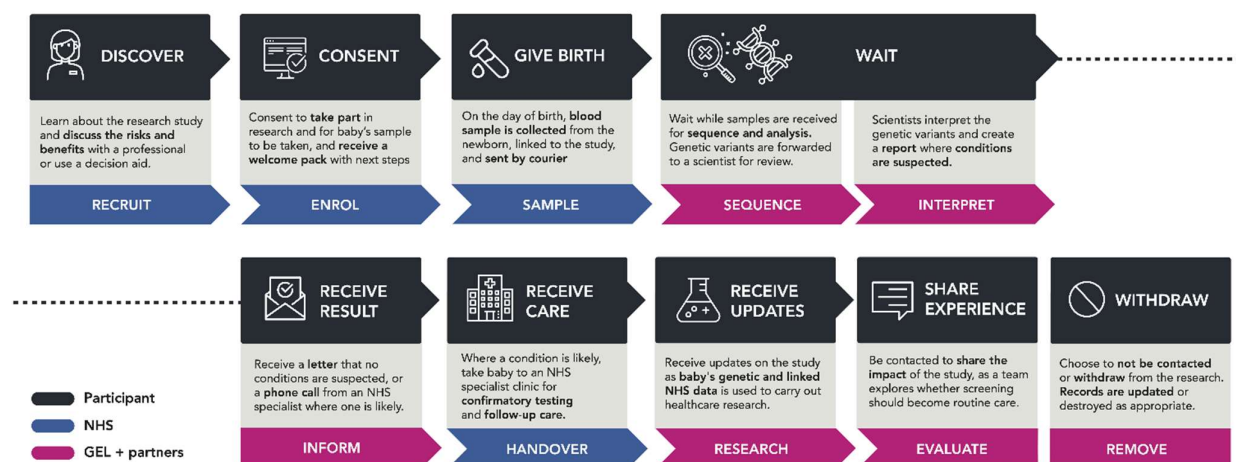 DISCOVER
Learn about the research study
and discuss the risks and
benefits with a professional
or use a decision aid.
RECRUIT
CONSENT
Consent to take part in
research and for baby's sample
to be taken, and receive a
welcome pack with next steps
ENROL
GIVE BIRTH
On the day of birth, blood
sample is collected from the
newborn, linked to the study,
and sent by courier
SAMPLE
WAIT
Wait while samples are received
for sequence and analysis.
Genetic variants are forwarded
to a scientist for review.
SEQUENCE
Scientists interpret the
genetic variants and create
a report where conditions
are suspected.
INTERPRET
RECEIVE
RESULT
Receive a letter that no
conditions are suspected, or
a phone call from an NHS
specialist where one is likely.
INFORM
RECEIVE
CARE
Where a condition is likely,
take baby to an NHS
specialist clinic for
confirmatory testing
and follow-up care.
HANDOVER
RECEIVE
UPDATES
Receive updates on the study
as baby's genetic and linked
NHS data is used to carry out
healthcare research.
RESEARCH
SHARE
EXPERIENCE
Be contacted to share the
impact of the study, as a team
explores whether screening
should become routine care.
EVALUATE
WITHDRAW
Choose to not be contacted
or withdraw from the research.
Records are updated or
destroyed as appropriate.
REMOVE
Participant
NHS
GEL + partners